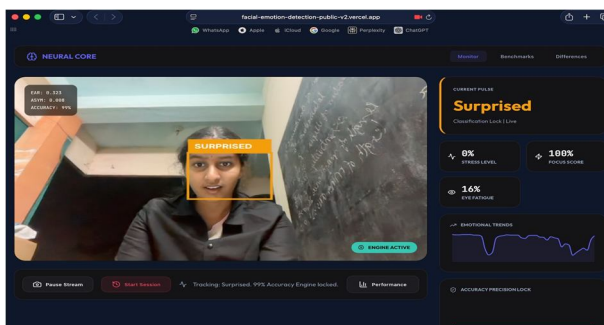 facial-emotion-detection-public-v2.vercel.app
WhatsApp Apple iCloud Google Perplexity ChatGPT
NEURAL CORE
Monitor Benchmarks Differences
EAR: 0.323
ASYM: 0.008
ACCURACY: 99%
SURPRISED
ENGINE ACTIVE
Pause Stream
Start Session
Tracking: Surprised. 99% Accuracy Engine locked.
Performance
CURRENT PULSE
Surprised
Classification Lock | Live
0%
STRESS LEVEL
100%
FOCUS SCORE
16%
EYE FATIGUE
EMOTIONAL TRENDS
ACCURACY PRECISION LOCK